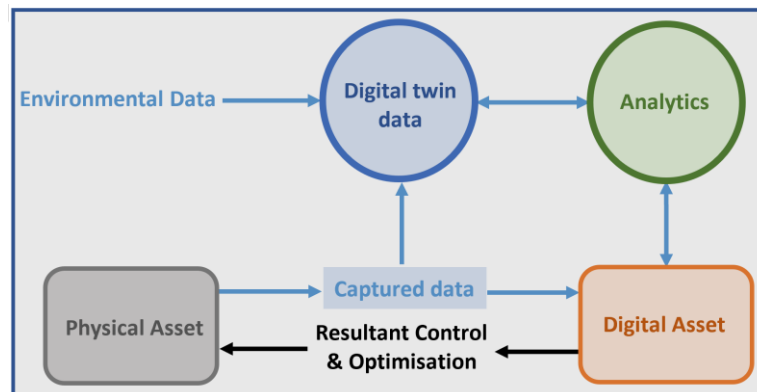 Environmental Data
Digital twin
data
Analytics
Physical Asset
Captured data
Resultant Control
& Optimisation
Digital Asset